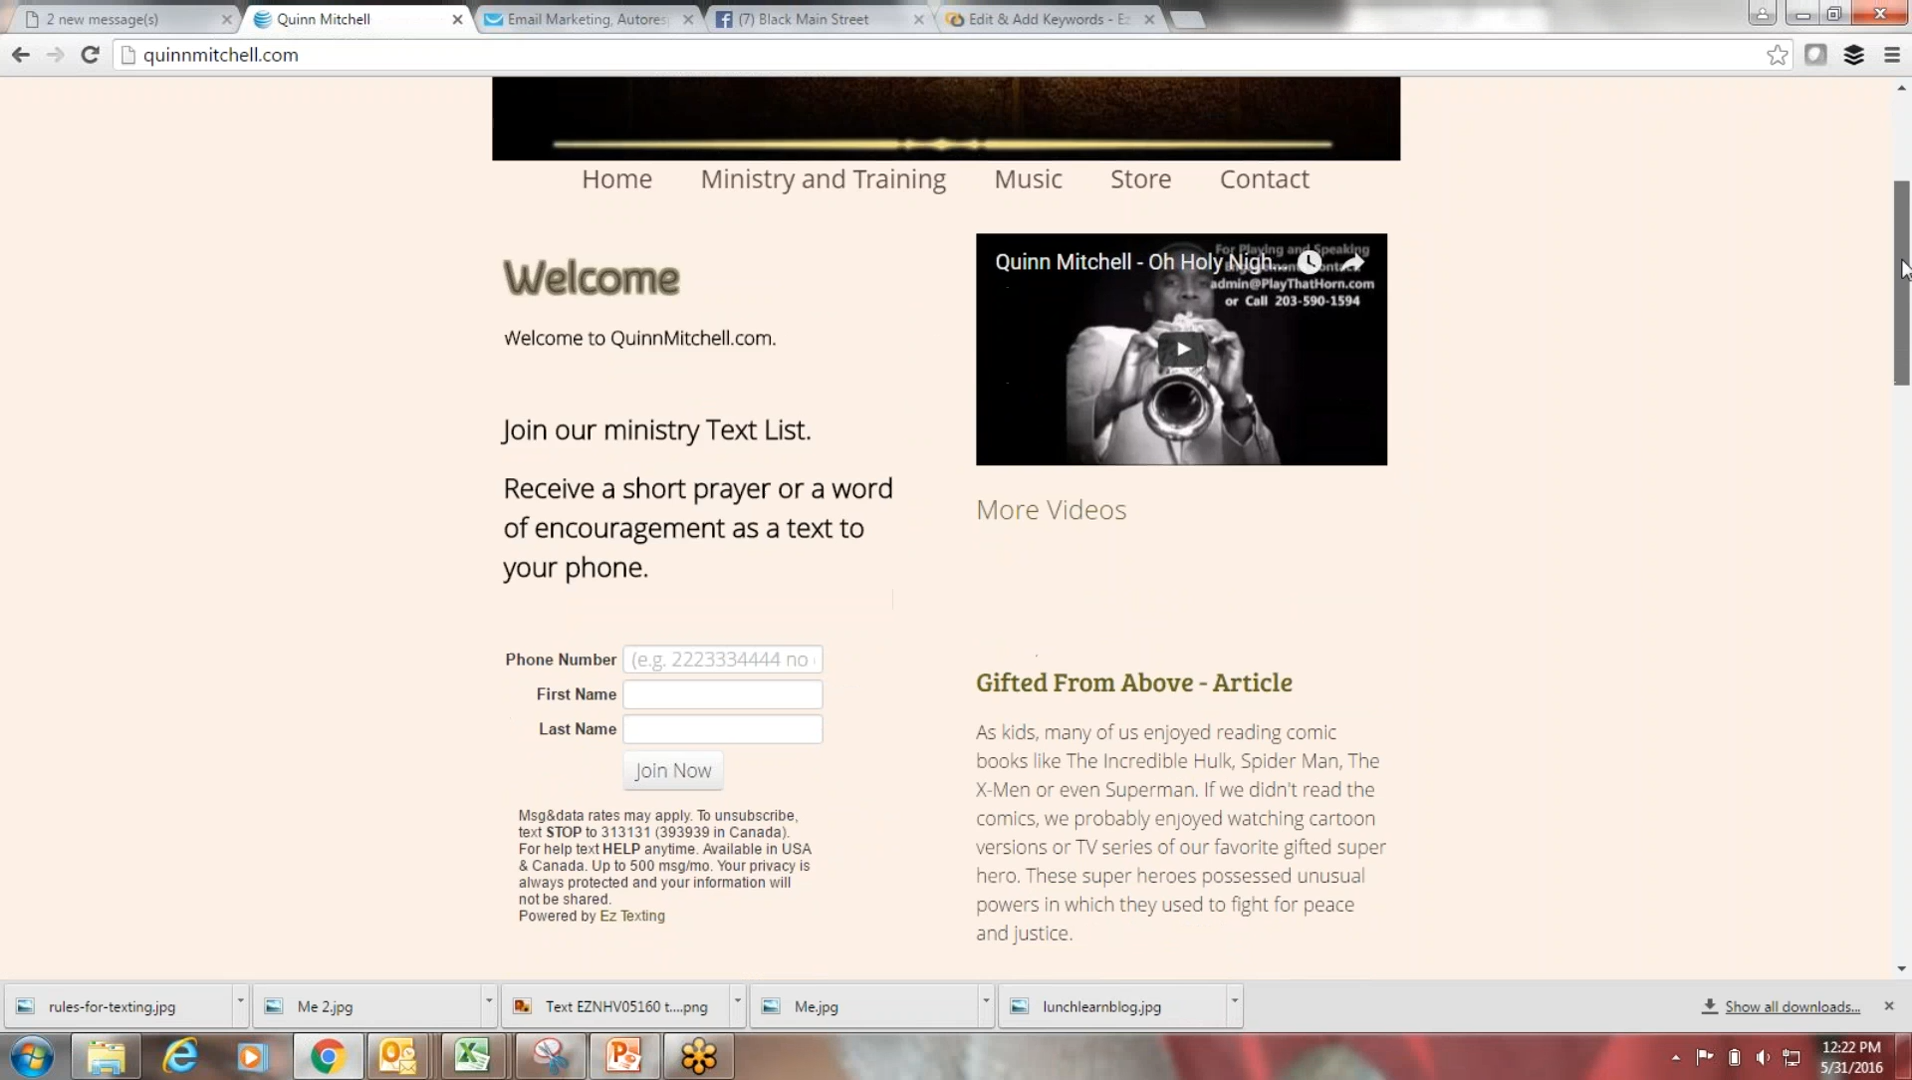 2 new message(s)
Quinn Mitchell
Email Marketing, Autores
(7) Black Main Street
Edit & Add Keywords - Ez
quinnmitchell.com
Home
Ministry and Training
Music
Store
Contact
Welcome
Welcome to QuinnMitchell.com.
Join our ministry Text List.
Receive a short prayer or a word
of encouragement as a text to
your phone.
Phone Number (e.g. 2223334444 no
First Name
Last Name
Join Now
Msg&data rates may apply. To unsubscribe,
text STOP to 313131 (393939 in Canada).
For help text HELP anytime. Available in USA
& Canada. Up to 500 msg/mo. Your privacy is
always protected and your information will
not be shared.
Powered by Ez Texting
Quinn Mitchell - Oh Holy Nigh...
For Playing and Speaking
admin@PlayThatHorn.com
or Call 203-590-1594
More Videos
Gifted From Above - Article
As kids, many of us enjoyed reading comic
books like The Incredible Hulk, Spider Man, The
X-Men or even Superman. If we didn't read the
comics, we probably enjoyed watching cartoon
versions or TV series of our favorite gifted super
hero. These super heroes possessed unusual
powers in which they used to fight for peace
and justice.
rules-for-texting.jpg
Me 2.jpg
Text EZNHV05160 t....png
Me.jpg
lunchlearnblog.jpg
Show all downloads...
12:22 PM
5/31/2016